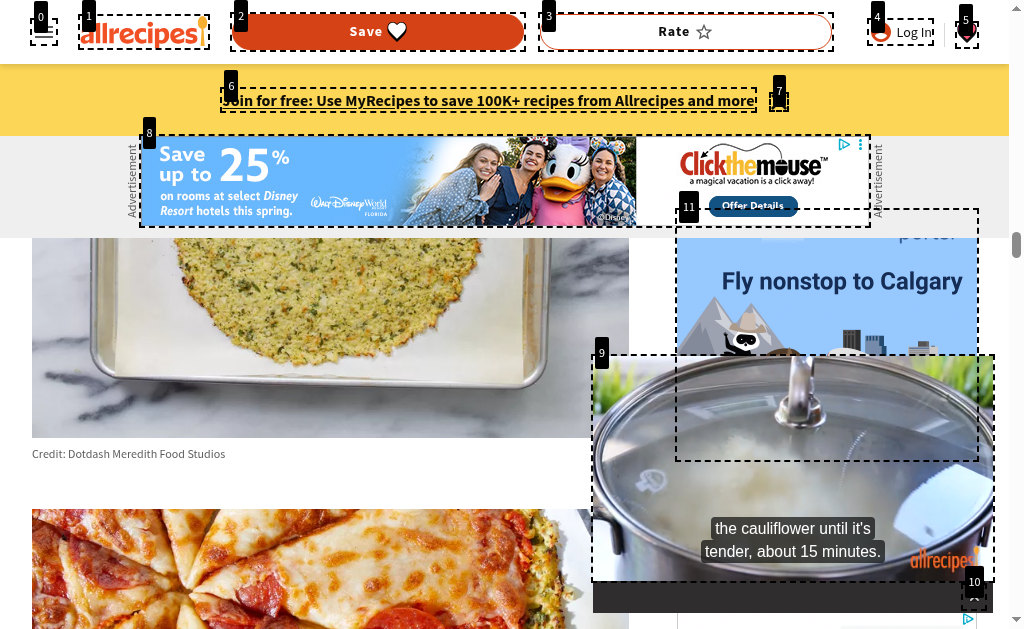 0
1
2
3
4
5
allrecipes
Save
Rate
Log In
6
7
Join for free: Use MyRecipes to save 100K+ recipes from Allrecipes and more
8
Advertisement
Save
up to 25%
on rooms at select Disney
Resort hotels this spring.
Walt Disney World
FLORIDA
©Disney
Clickthemouse™
a magical vacation is a click away!
Offer Details
Advertisement
11
porter
Fly nonstop to Calgary
9
Credit: Dotdash Meredith Food Studios
the cauliflower until it's
tender, about 15 minutes.
allrecipes
10